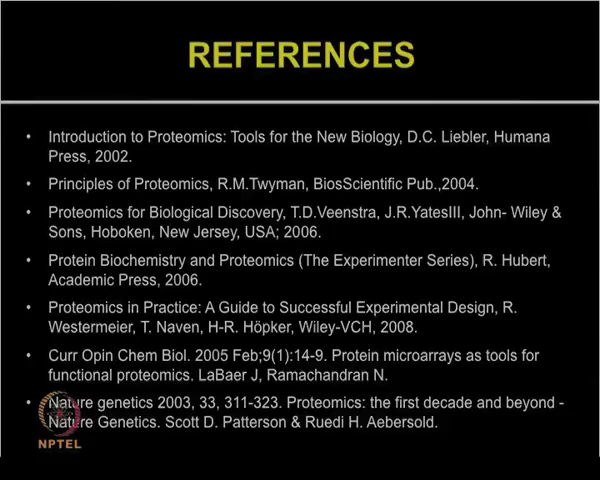 REFERENCES
• Introduction to Proteomics: Tools for the New Biology, D.C. Liebler, Humana
Press, 2002.
• Principles of Proteomics, R.M.Twyman, BiosScientific Pub.,2004.
• Proteomics for Biological Discovery, T.D.Veenstra, J.R.YatesIII, John- Wiley &
Sons, Hoboken, New Jersey, USA; 2006.
• Protein Biochemistry and Proteomics (The Experimenter Series), R. Hubert,
Academic Press, 2006.
• Proteomics in Practice: A Guide to Successful Experimental Design, R.
Westermeier, T. Naven, H-R. Höpker, Wiley-VCH, 2008.
• Curr Opin Chem Biol. 2005 Feb;9(1):14-9. Protein microarrays as tools for
functional proteomics. LaBaer J, Ramachandran N.
• Nature genetics 2003, 33, 311-323. Proteomics: the first decade and beyond -
Nature Genetics. Scott D. Patterson & Ruedi H. Aebersold.
NPTEL